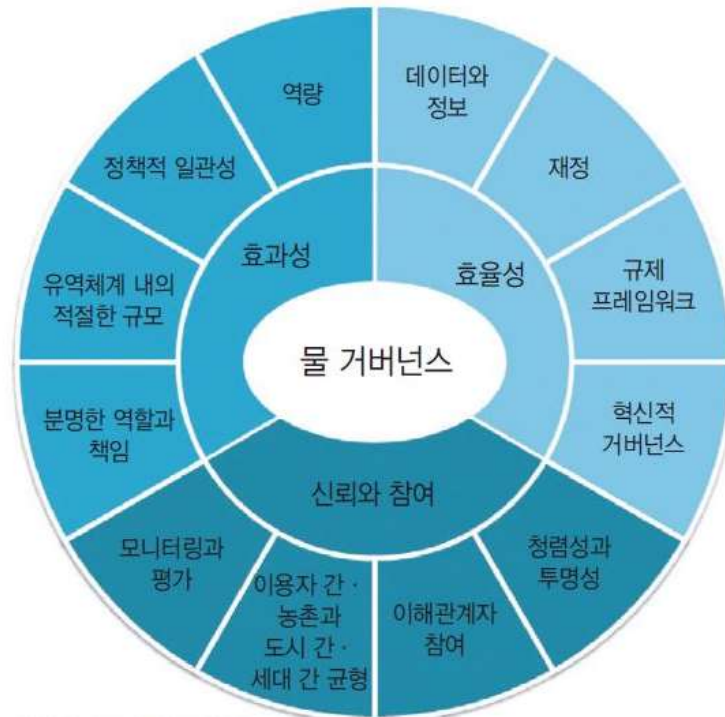 역량
데이터와
정보
정책적 일관성
재정
효과성
효율성
유역체계 내의
적절한 규모
규제
프레임워크
물 거버넌스
분명한 역할과
책임
혁신적
거버넌스
신뢰와 참여
모니터링과
평가
이용자 간 ·
농촌과
도시 간 ·
세대 간 균형
이해관계자
참여
청렴성과
투명성